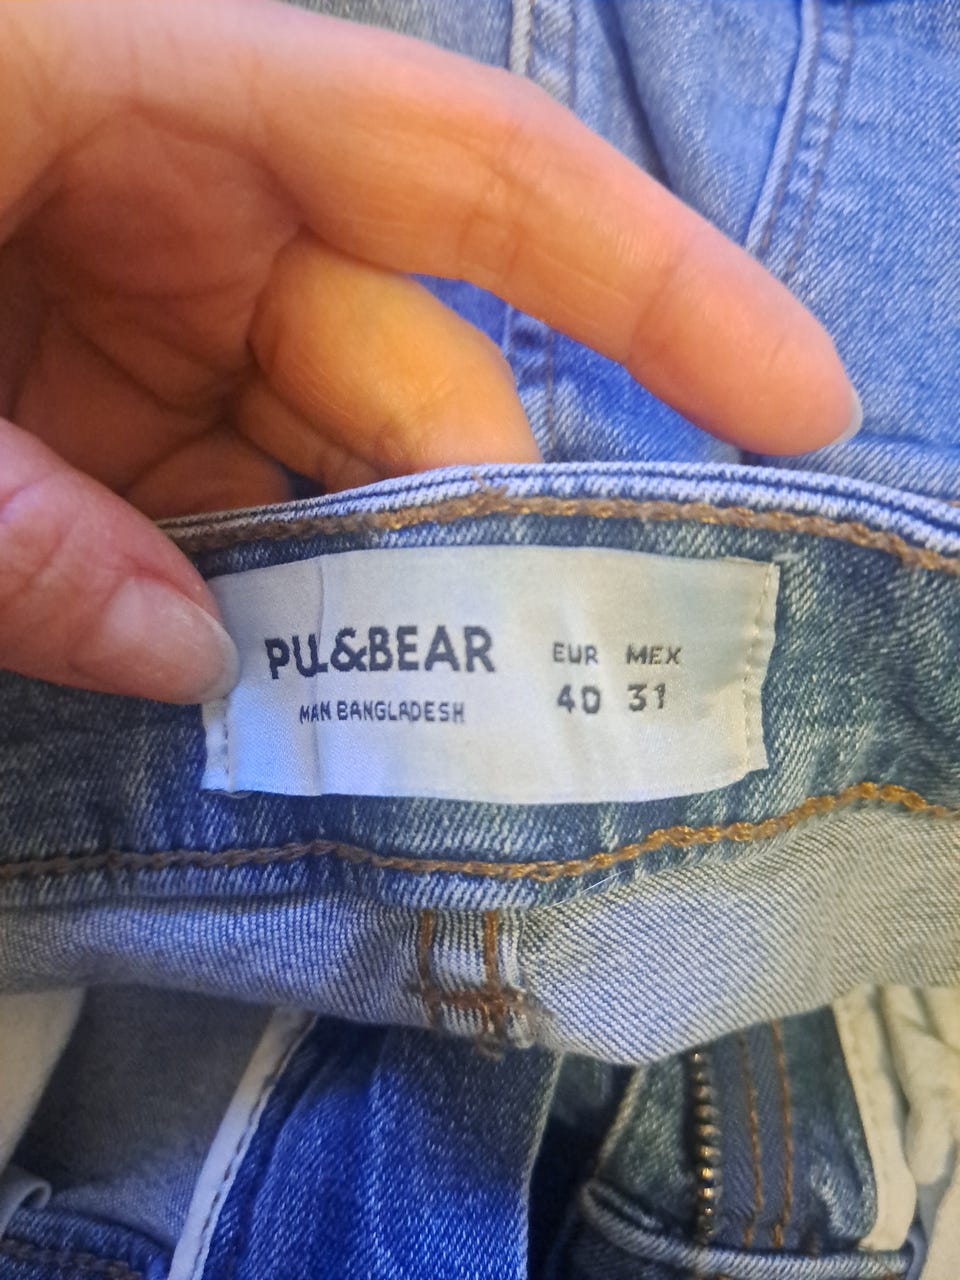 PULL&BEAR
MAN BANGLADESH
EUR MEX
40 31